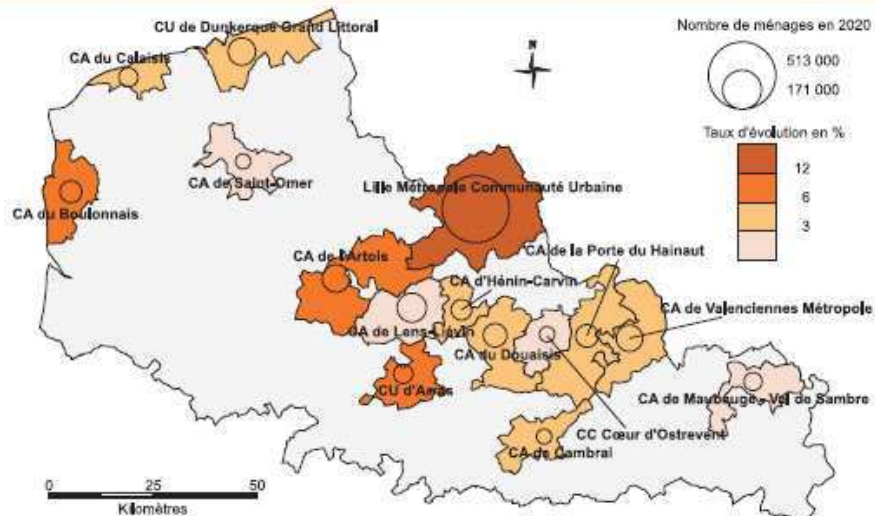 CU de Dunkerque Grand Littoral
CA du Calaisis
N
Nombre de ménages en 2020
513 000
171 000
Taux d'évolution en %
12
6
3
CA de Saint-Omer
CA du Boulonnais
Lille Métropole Communauté Urbaine
CA de l'Artois
CA de la Porte du Hainaut
CA d'Hénin-Carvin
CA de Valenciennes Métropole
CA de Lens-Liévin
CA du Douaisis
CU d'Arras
CA de Maubeuge - Val de Sambre
CC Cœur d'Ostrevent
CA de Cambrai
0 25 50
Kilomètres